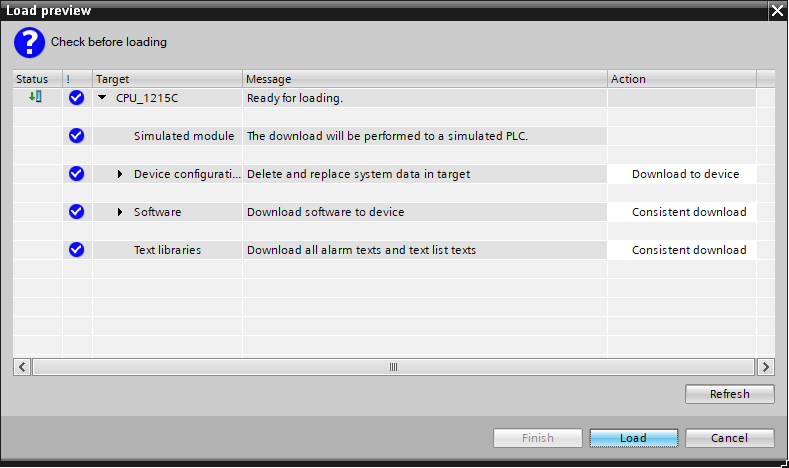 Load preview
?
Check before loading
Status ! Target Message Action
CPU_1215C Ready for loading.
Simulated module The download will be performed to a simulated PLC.
Device configurati... Delete and replace system data in target Download to device
Software Download software to device Consistent download
Text libraries Download all alarm texts and text list texts Consistent download
Refresh
Finish Load Cancel